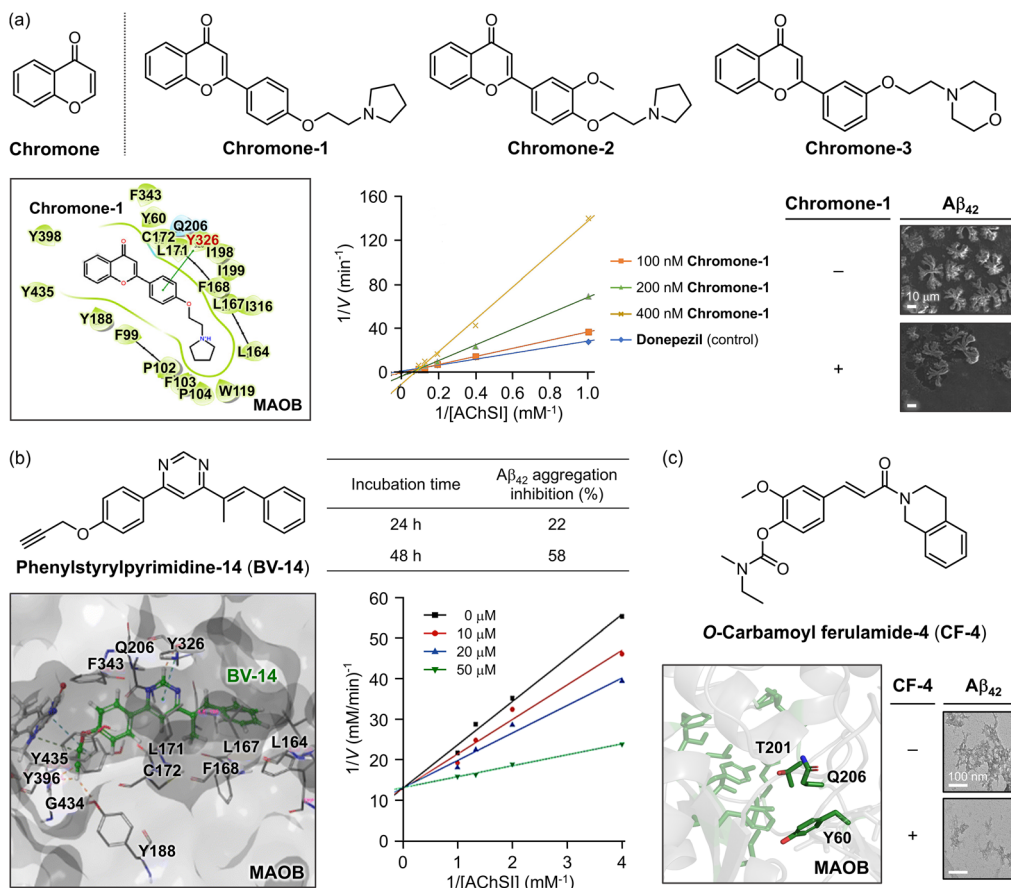 (a)
O
O
Chromone
O
O
O
N
Chromone-1
O
O
O
O
N
Chromone-2
O
O
O
N
O
Chromone-3
Chromone-1
F343
Y60
Q206
C172
Y326
L171
I198
I199
F168
L167
I316
L164
Y398
Y435
Y188
F99
P102
F103
P104
W119
O
O
O
NH⁺
MAOB
1/V (min⁻¹)
160
120
80
40
0
0
0.2
0.4
0.6
0.8
1.0
1/[AChSI] (mM⁻¹)
100 nM Chromone-1
200 nM Chromone-1
400 nM Chromone-1
Donepezil (control)
Chromone-1
Aβ₄₂
−
10 μm
+
(b)
N
N
O
Phenylstyrylpyrimidine-14 (BV-14)
Incubation time
Aβ₄₂ aggregation
inhibition (%)
24 h
22
48 h
58
Y326
Q206
F343
BV-14
Y435
Y396
G434
L171
C172
F168
L167
L164
Y188
MAOB
1/V (mM/min)⁻¹
60
50
40
30
20
10
0
0
1
2
3
4
1/[AChSI] (mM⁻¹)
0 μM
10 μM
20 μM
50 μM
(c)
O
O
N
O
O
N
O-Carbamoyl ferulamide-4 (CF-4)
T201
Q206
Y60
MAOB
CF-4
Aβ₄₂
−
100 nm
+